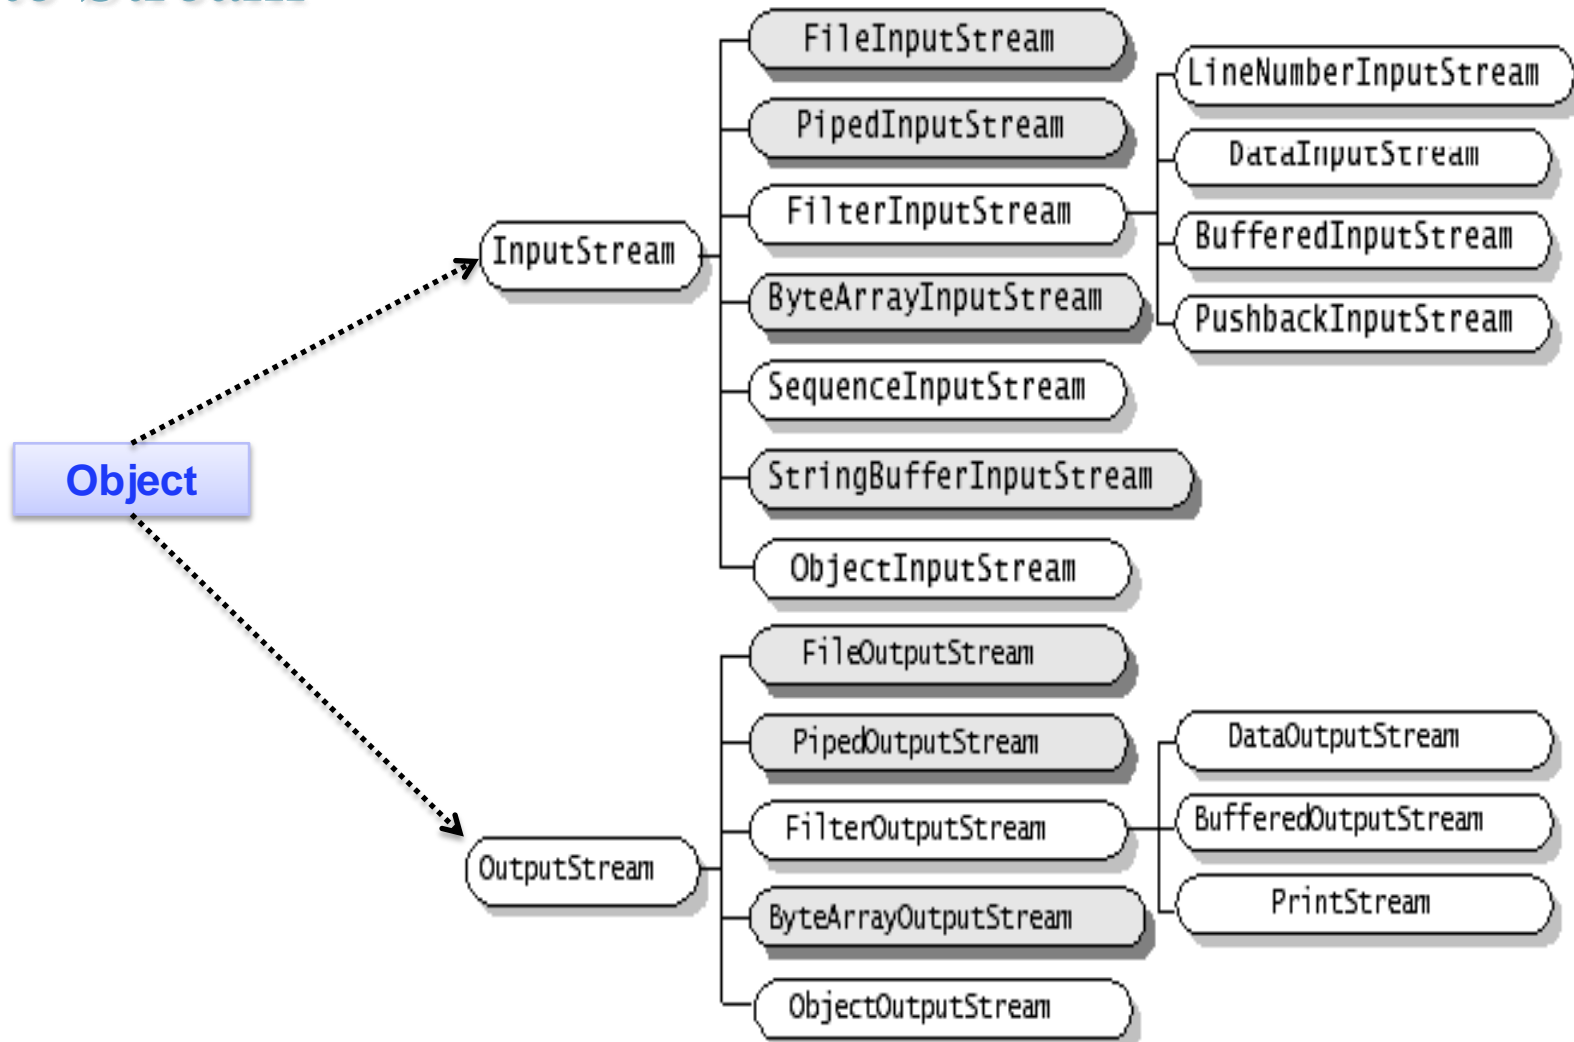 Stream
FileInputStream
LineNumberInputStream
PipedInputStream
DataInputStream
FilterInputStream
BufferedInputStream
InputStream
ByteArrayInputStream
PushbackInputStream
SequenceInputStream
Object
StringBufferInputStream
ObjectInputStream
FileOutputStream
PipedOutputStream
DataOutputStream
FilterOutputStream
BufferedOutputStream
OutputStream
ByteArrayOutputStream
PrintStream
ObjectOutputStream